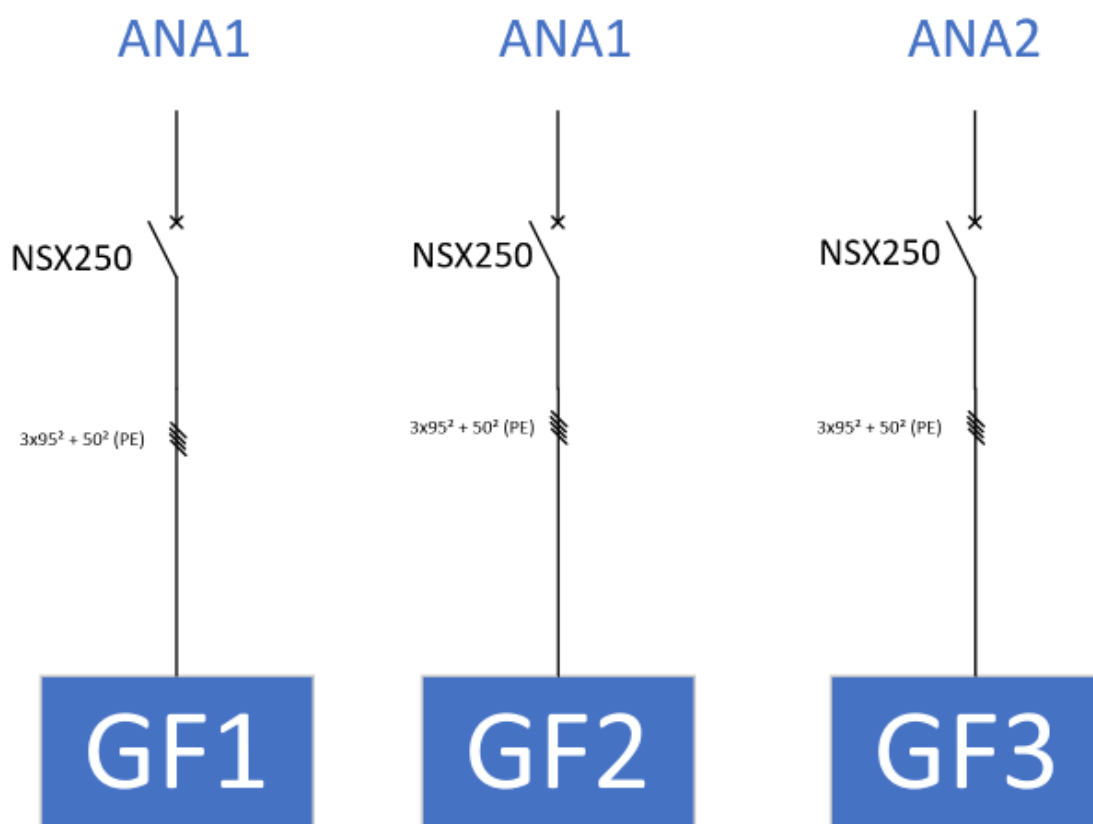 ANA1 ANA1 ANA2
NSX250 NSX250 NSX250
3x95² + 50² (PE) 3x95² + 50² (PE) 3x95² + 50² (PE)
GF1 GF2 GF3